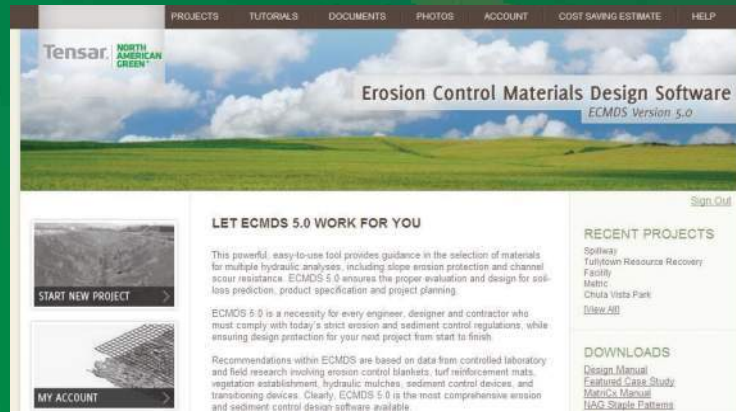 PROJECTS TUTORIALS DOCUMENTS PHOTOS ACCOUNT COST SAVING ESTIMATE HELP
Tensar. NORTH
AMERICAN
GREEN
Erosion Control Materials Design Software
ECMDS Version 5.0
Sign Out
START NEW PROJECT
MY ACCOUNT
LET ECMDS 5.0 WORK FOR YOU
This powerful, easy-to-use tool provides guidance in the selection of materials
for multiple hydraulic analyses, including slope erosion protection and channel
scour resistance. ECMDS 5.0 ensures the proper evaluation and design for soil-
loss prediction, product specification and project planning.
ECMDS 5.0 is a necessity for every engineer, designer and contractor who
must comply with today's strict erosion and sediment control regulations, while
ensuring design protection for your next project from start to finish.
Recommendations within ECMDS are based on data from controlled laboratory
and field research involving erosion control blankets, turf reinforcement mats,
vegetation establishment, hydraulic mulches, sediment control devices, and
transitioning devices. Clearly, ECMDS 5.0 is the most comprehensive erosion
and sediment control design software available
RECENT PROJECTS
Spillway
Tullytown Resource Recovery
Facility
Metric
Chula Vista Park
[View All]
DOWNLOADS
Design Manual
Featured Case Study
MatriCx Manual
NAG Staple Patterns